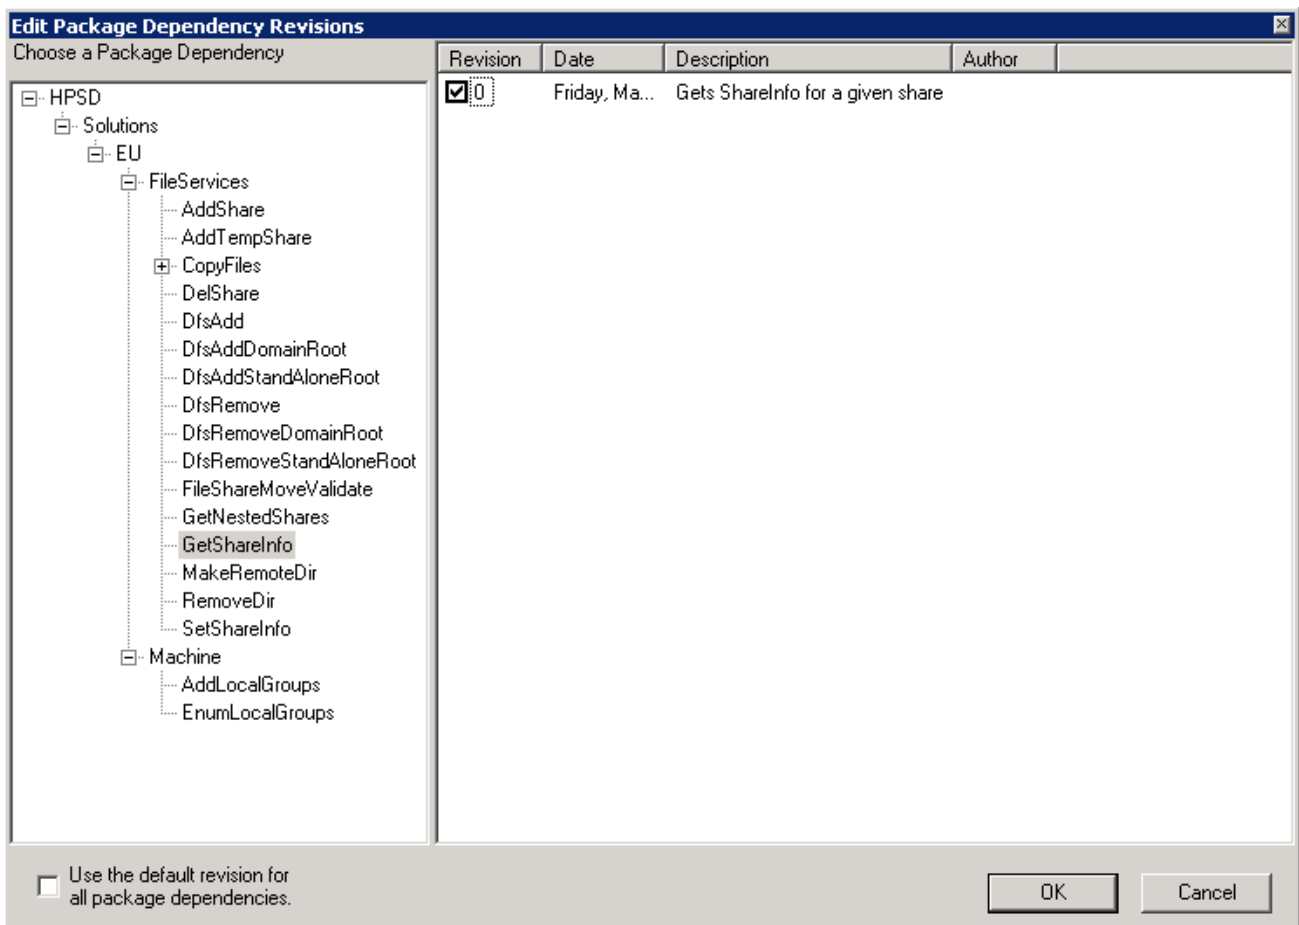 Edit Package Dependency Revisions
Choose a Package Dependency
Revision Date Description Author
0 Friday, Ma... Gets ShareInfo for a given share
HPSD
Solutions
EU
FileServices
AddShare
AddTempShare
CopyFiles
DelShare
DfsAdd
DfsAddDomainRoot
DfsAddStandAloneRoot
DfsRemove
DfsRemoveDomainRoot
DfsRemoveStandAloneRoot
FileShareMoveValidate
GetNestedShares
GetShareInfo
MakeRemoteDir
RemoveDir
SetShareInfo
Machine
AddLocalGroups
EnumLocalGroups
Use the default revision for
all package dependencies.
OK Cancel